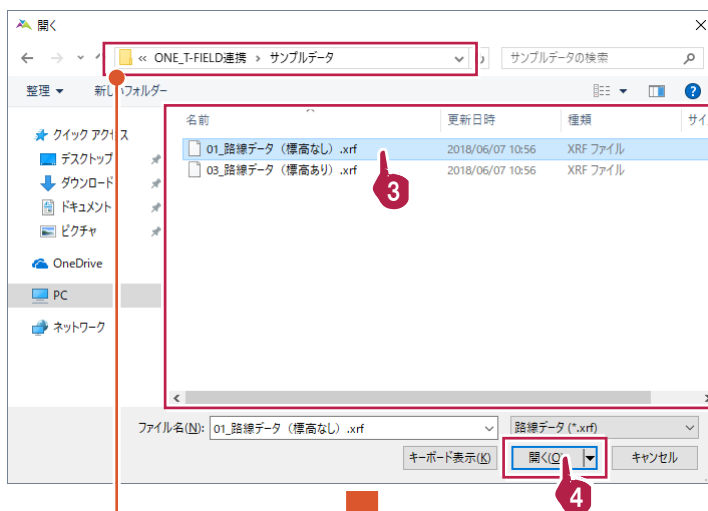 開く
« ONE_T-FIELD連携 › サンプルデータ
サンプルデータの検索
整理 新しいフォルダー
名前 更新日時 種類 サイ
クイック アクセス
デスクトップ
ダウンロード
ドキュメント
ピクチャ
OneDrive
PC
ネットワーク
01_路線データ（標高なし）.xrf 2018/06/07 10:56 XRF ファイル
03_路線データ（標高あり）.xrf 2018/06/07 10:56 XRF ファイル
3
ファイル名(N): 01_路線データ（標高なし）.xrf 路線データ (*.xrf)
キーボード表示(K) 開く(O) キャンセル
4